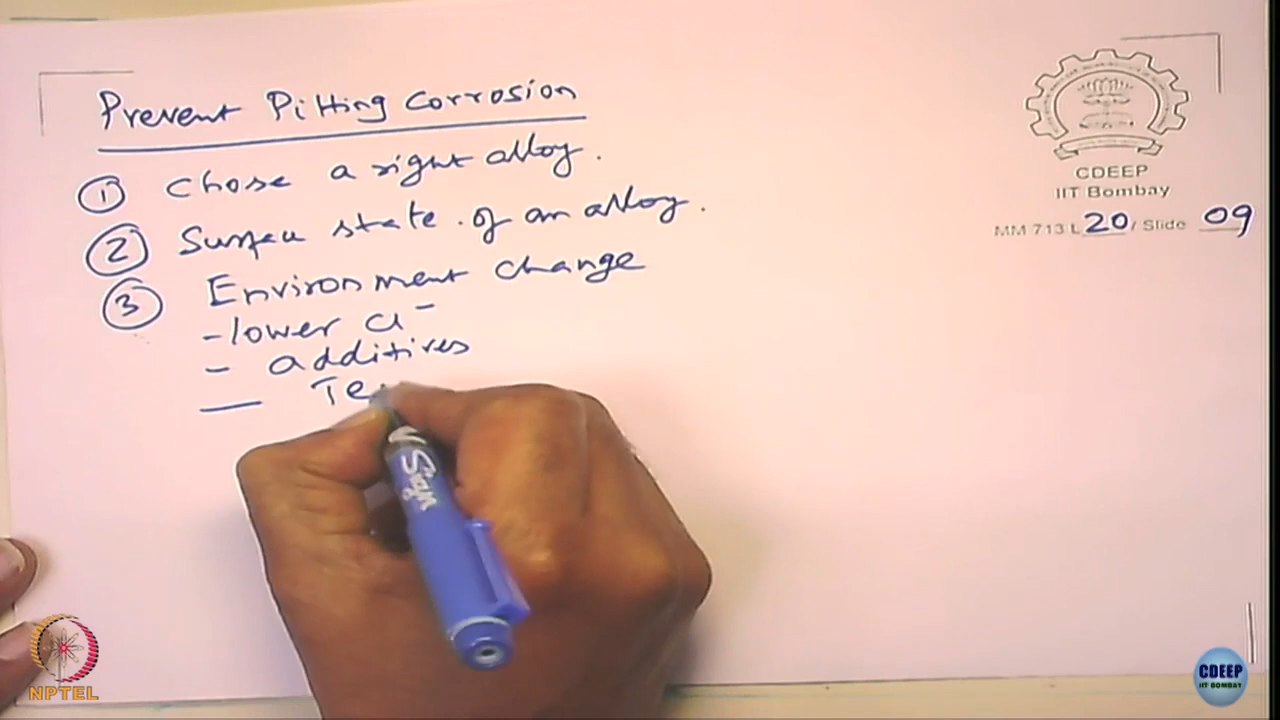 Prevent Pitting Corrosion
① Chose a right alloy.
② Surface state of an alloy.
③ Environment change
- lower Cl⁻
- additives
— Te
CDEEP
IIT Bombay
MM 713 L 20 / Slide 09
Sign
NPTEL
CDEEP
IIT BOMBAY